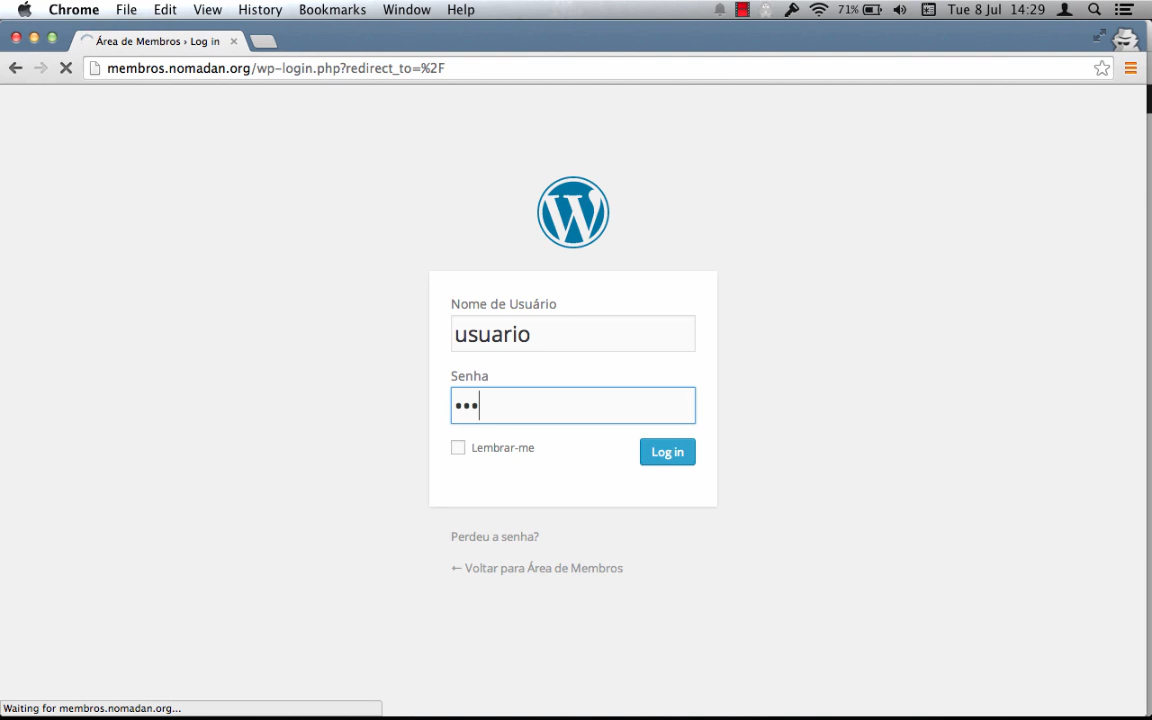 Chrome File Edit View History Bookmarks Window Help 71% Tue 8 Jul 14:29
Área de Membros › Log in
membros.nomadan.org/wp-login.php?redirect_to=%2F
W
Nome de Usuário
usuario
Senha
•••
Lembrar-me Log in
Perdeu a senha?
← Voltar para Área de Membros
Waiting for membros.nomadan.org...